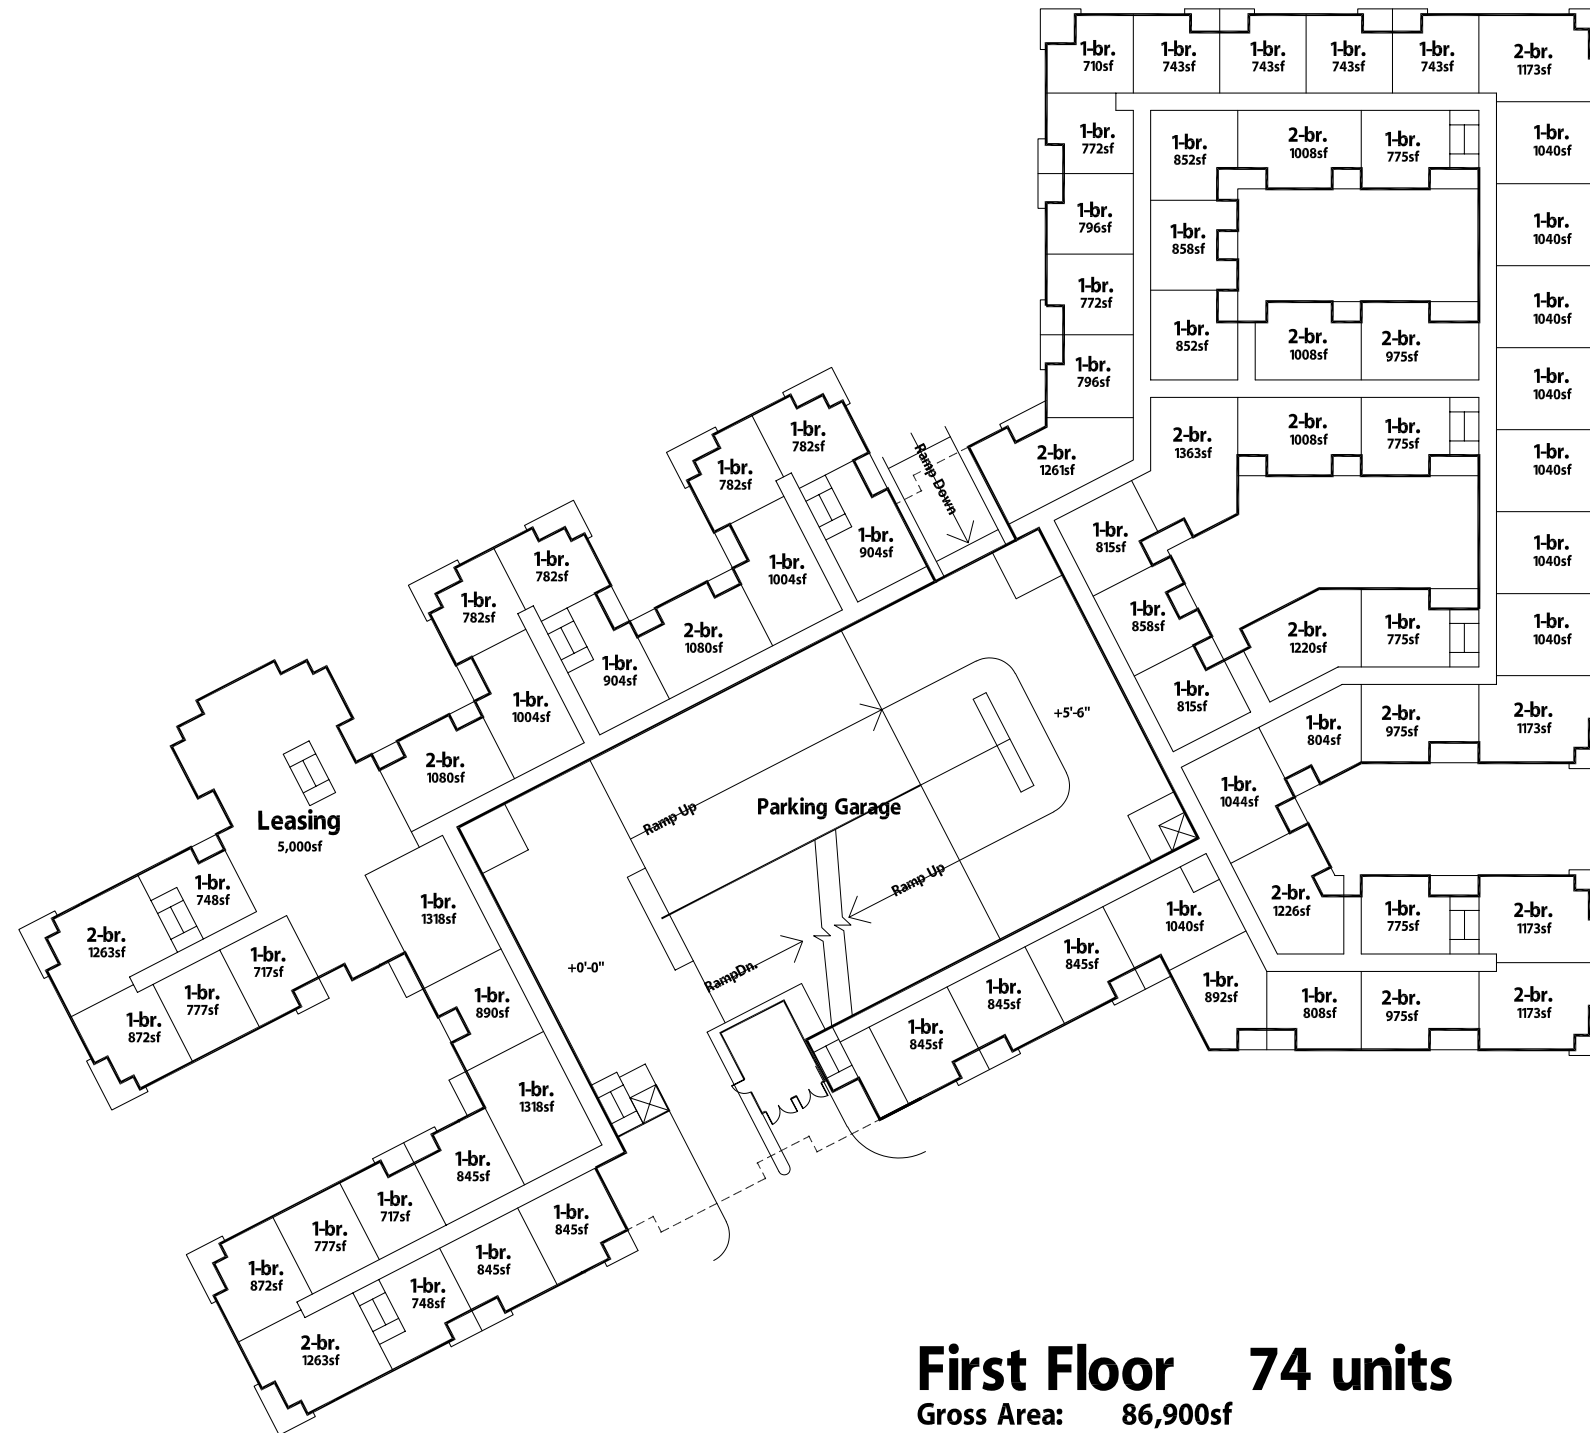 1-br.
710sf
1-br.
743sf
1-br.
743sf
1-br.
743sf
1-br.
743sf
2-br.
1173sf
1-br.
772sf
1-br.
852sf
2-br.
1008sf
1-br.
775sf
1-br.
1040sf
1-br.
796sf
1-br.
858sf
1-br.
1040sf
1-br.
772sf
1-br.
852sf
2-br.
1008sf
2-br.
975sf
1-br.
1040sf
1-br.
796sf
1-br.
1040sf
2-br.
1261sf
2-br.
1363sf
2-br.
1008sf
1-br.
775sf
1-br.
1040sf
1-br.
782sf
1-br.
782sf
1-br.
904sf
1-br.
1004sf
Ramp Down
1-br.
815sf
1-br.
1040sf
1-br.
782sf
1-br.
782sf
1-br.
904sf
2-br.
1080sf
1-br.
858sf
2-br.
1220sf
1-br.
775sf
1-br.
1040sf
1-br.
1004sf
1-br.
815sf
+5'-6"
1-br.
804sf
2-br.
975sf
2-br.
1173sf
2-br.
1080sf
1-br.
1044sf
Ramp Up
Parking Garage
Leasing
5,000sf
Ramp Up
1-br.
748sf
2-br.
1263sf
1-br.
1318sf
2-br.
1226sf
1-br.
775sf
2-br.
1173sf
1-br.
1040sf
1-br.
717sf
1-br.
777sf
1-br.
872sf
1-br.
890sf
+0'-0"
RampDn.
1-br.
845sf
1-br.
845sf
1-br.
845sf
1-br.
892sf
1-br.
808sf
2-br.
975sf
2-br.
1173sf
1-br.
1318sf
1-br.
845sf
1-br.
717sf
1-br.
777sf
1-br.
872sf
1-br.
845sf
1-br.
845sf
1-br.
748sf
2-br.
1263sf
First Floor 74 units
Gross Area: 86,900sf